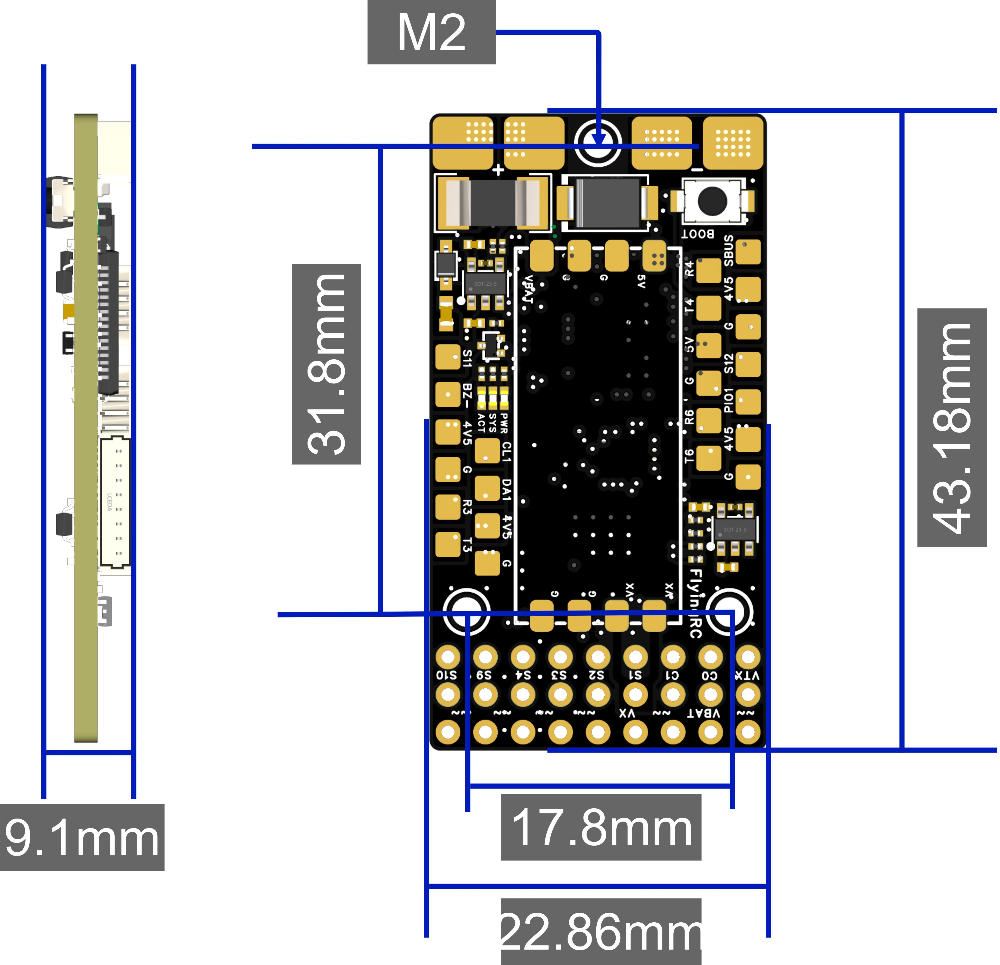 M2
+
-
BOOT
SBUS
R4
4V5
T4
G
5V
S12
G
PIO1
R6
4V5
T6
G
VBAT
G
G
5V
SOT-23-5
S11
BZ-
4V5
G
R3
T3
ACT
SYS
PWR
CL1
DA1
4V5
G
SOT-23-5
FlyingRC
G
G
VX
VX
S10
S9
S4
S3
S2
S1
C1
C0
VTX
~
~
~
~
VX
~
VBAT
~
LCEDA
31.8mm
43.18mm
9.1mm
17.8mm
22.86mm